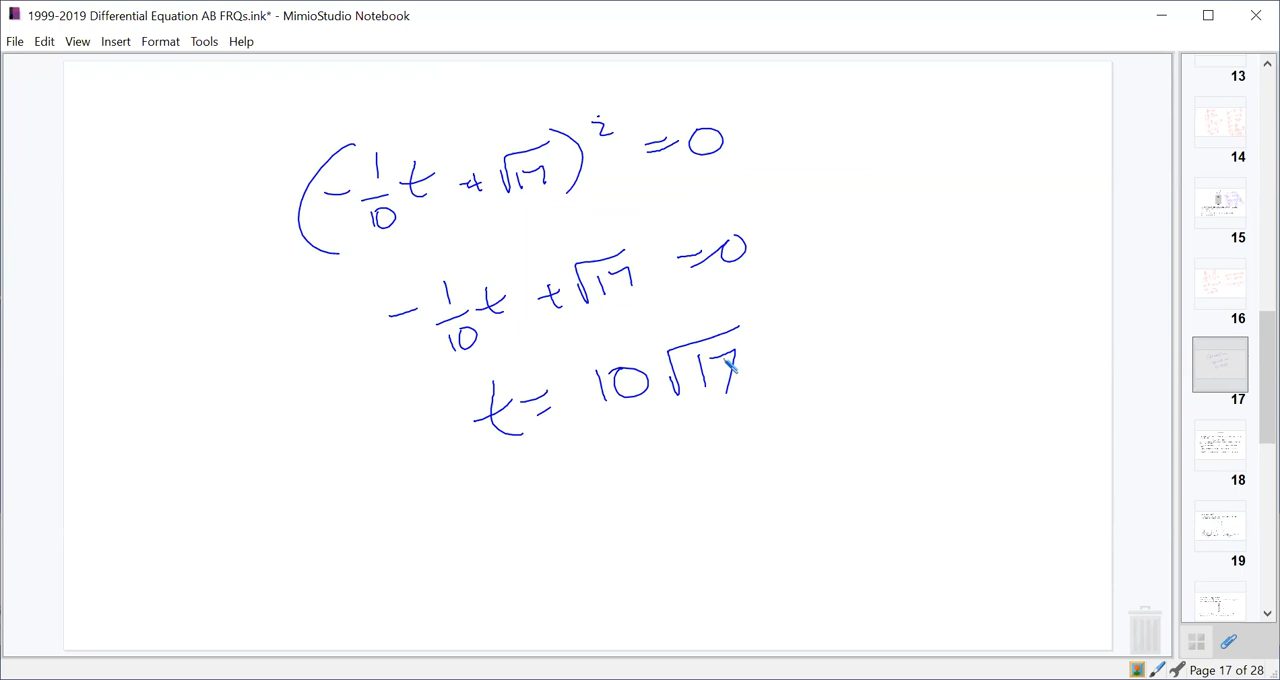 1999-2019 Differential Equation AB FRQs.ink* - MimioStudio Notebook
File Edit View Insert Format Tools Help
(-1/10 t + √17)² = 0
-1/10 t + √17 = 0
t = 10√17
13
14
15
16
17
18
19
Page 17 of 28